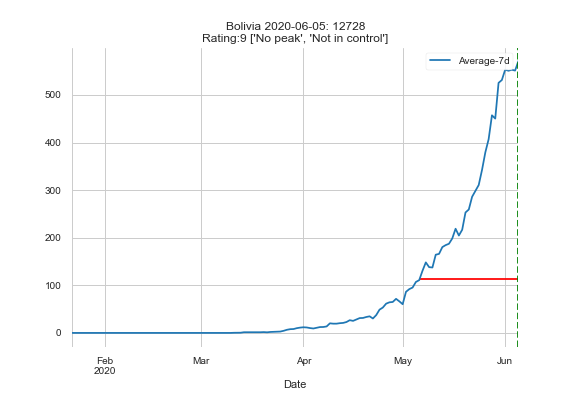 Bolivia 2020-06-05: 12728
Rating:9 ['No peak', 'Not in control']
Average-7d
500
400
300
200
100
0
Feb
2020
Mar
Apr
May
Jun
Date